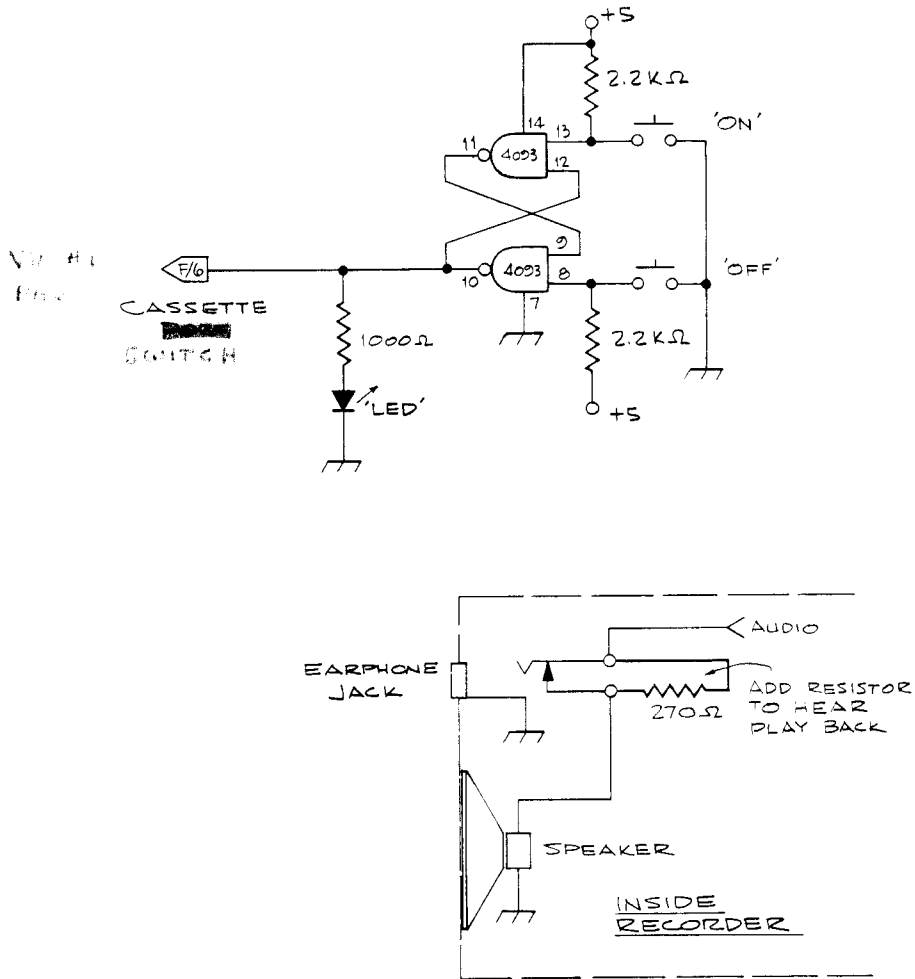 +5
2.2KΩ
'ON'
14
13
11
4093
12
9
'OFF'
F/6
4093
8
10
7
CASSETTE
SWITCH
1000Ω
2.2KΩ
'LED'
+5
AUDIO
EARPHONE
JACK
270Ω
ADD RESISTOR
TO HEAR
PLAY BACK
SPEAKER
INSIDE
RECORDER